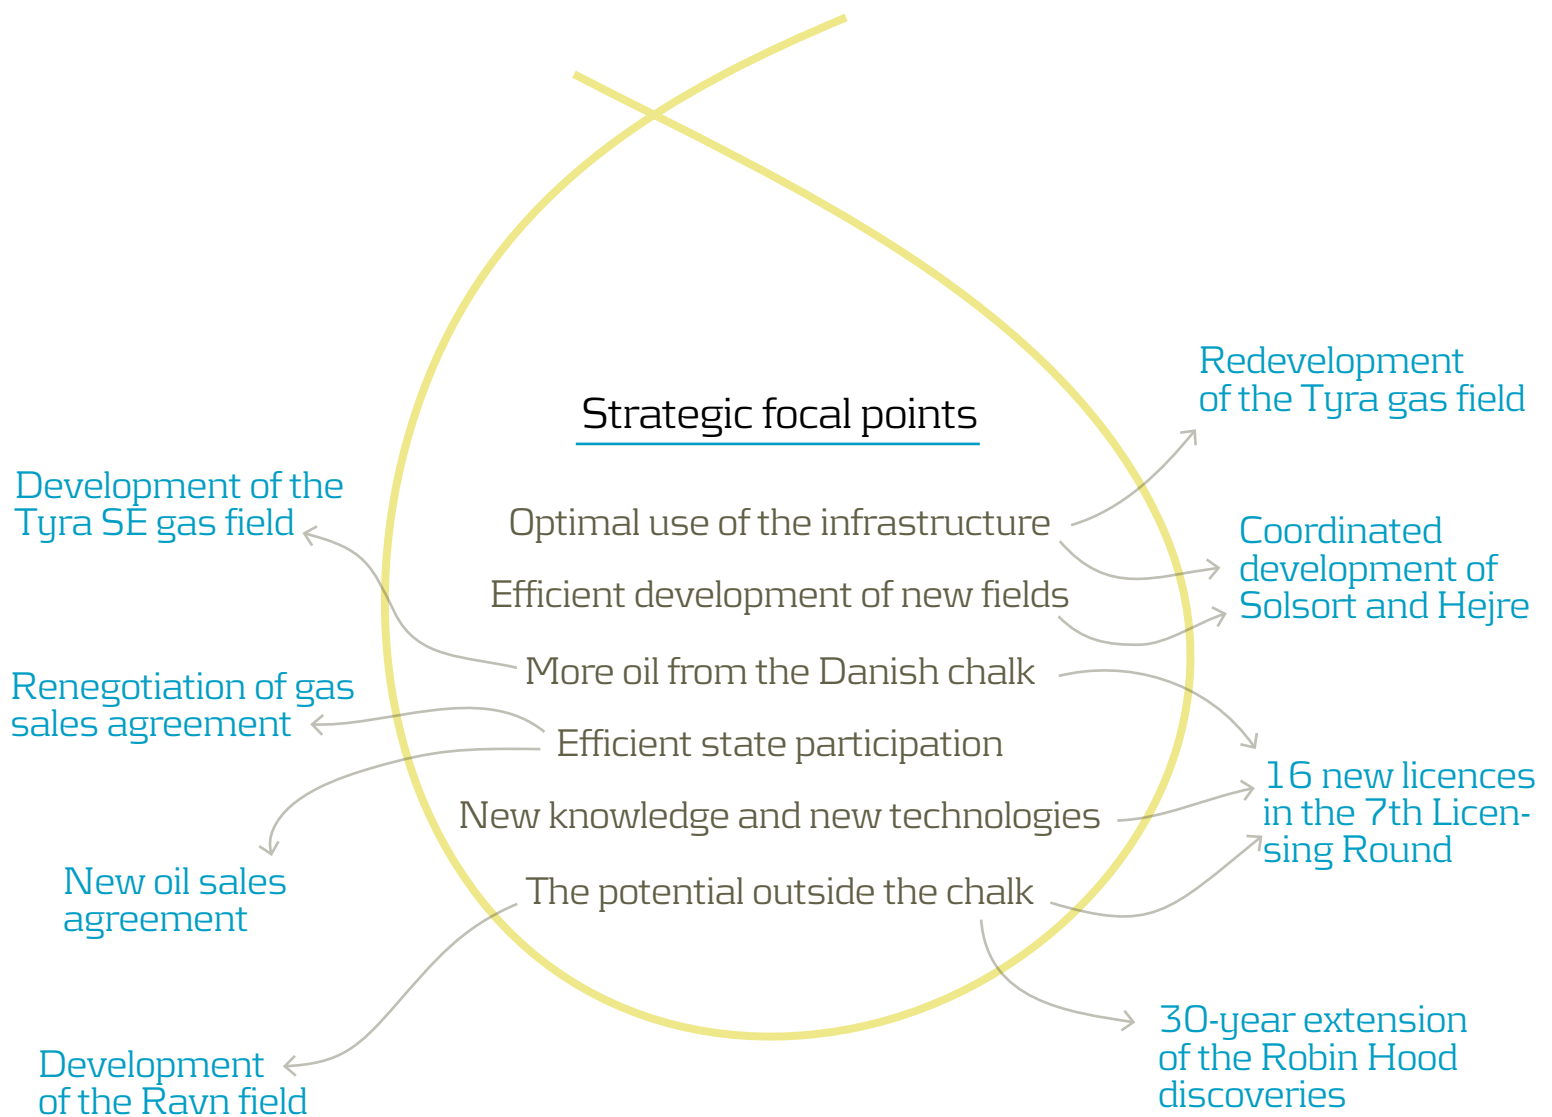 Strategic focal points
Optimal use of the infrastructure
Efficient development of new fields
More oil from the Danish chalk
Efficient state participation
New knowledge and new technologies
The potential outside the chalk
Development of the
Tyra SE gas field
Renegotiation of gas
sales agreement
New oil sales
agreement
Development
of the Ravn field
Redevelopment
of the Tyra gas field
Coordinated
development of
Solsort and Hejre
16 new licences
in the 7th Licen-
sing Round
30-year extension
of the Robin Hood
discoveries